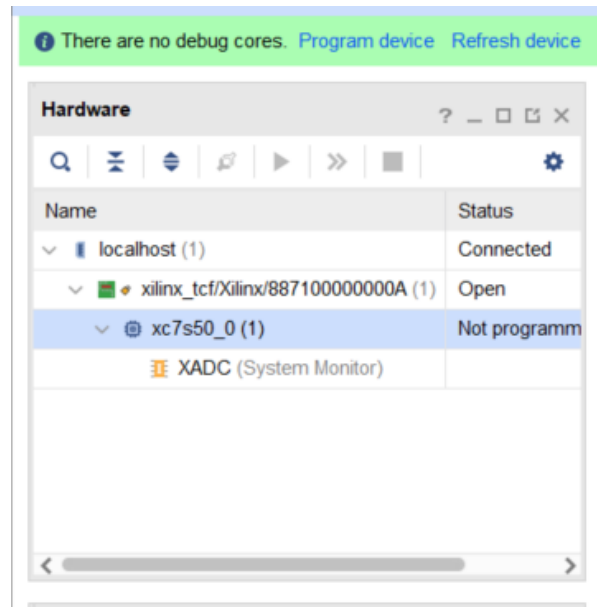 There are no debug cores. Program device Refresh device
Hardware
Name Status
localhost (1) Connected
xilinx_tcf/Xilinx/887100000000A (1) Open
xc7s50_0 (1) Not programm
XADC (System Monitor)